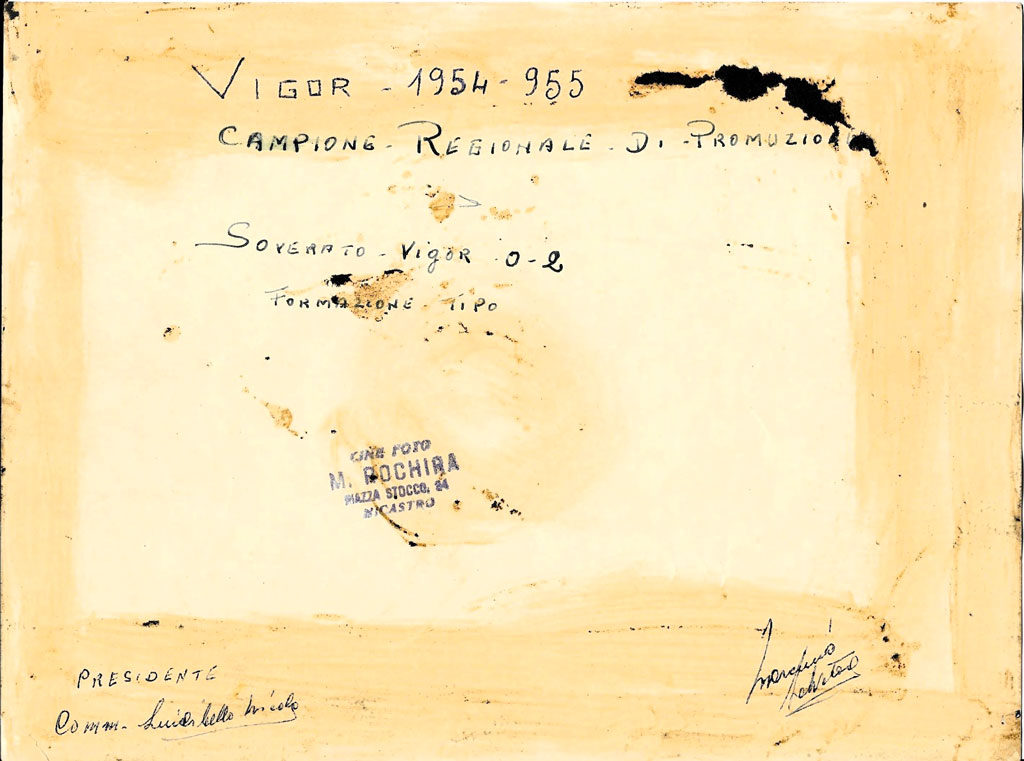 VIGOR - 1954-955
CAMPIONE - REGIONALE - DI - PROMUZIO
SOVERATO - VIGOR 0-2
FORMAZIONE TIPO
CINE FOTO
M. ROCHIRA
PIAZZA STOCCO, 24
NICASTRO
PRESIDENTE
COMM.